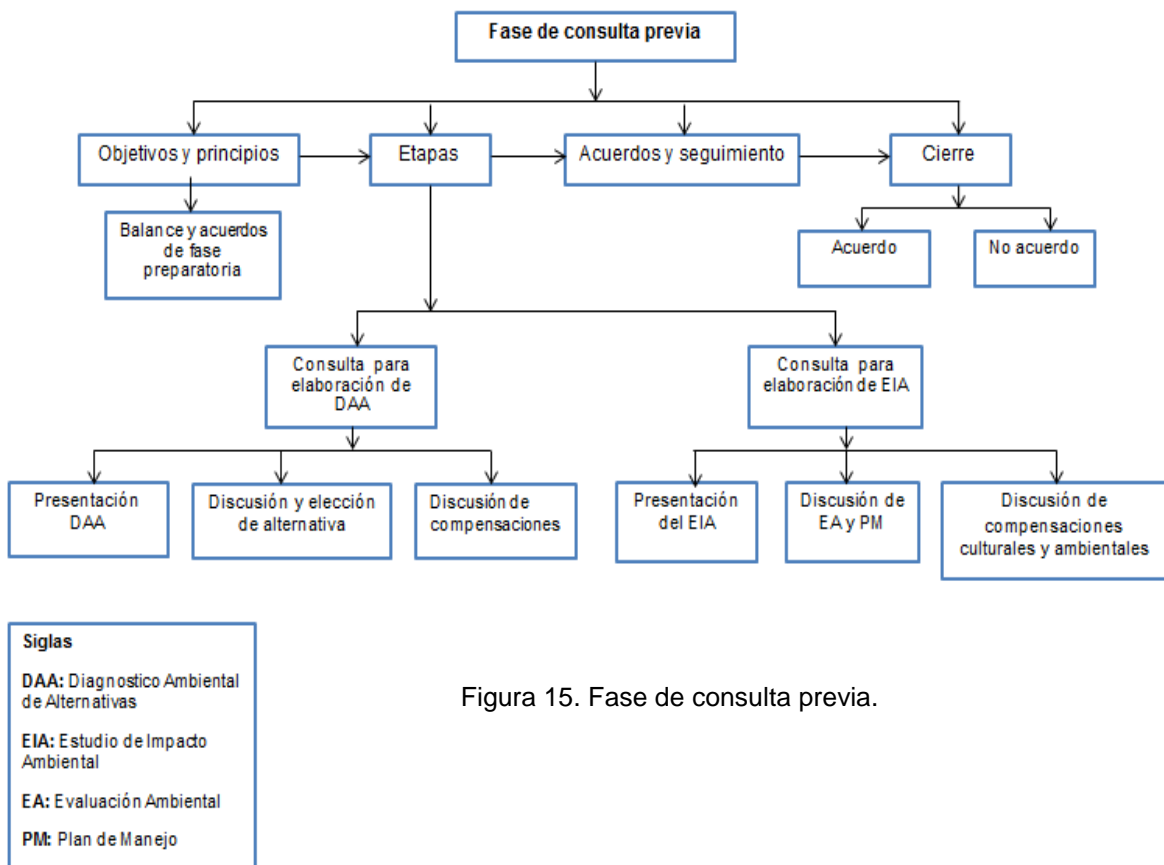 Fase de consulta previa
Objetivos y principios
Etapas
Acuerdos y seguimiento
Cierre
Balance y acuerdos
de fase
preparatoria
Acuerdo
No acuerdo
Consulta para
elaboración de
DAA
Consulta para
elaboración de EIA
Presentación
DAA
Discusión y elección
de alternativa
Discusión de
compensaciones
Presentación
del EIA
Discusión de
EA y PM
Discusión de
compensaciones
culturales y ambientales
Siglas
DAA: Diagnostico Ambiental
de Alternativas
EIA: Estudio de Impacto
Ambiental
EA: Evaluación Ambiental
PM: Plan de Manejo
Figura 15. Fase de consulta previa.